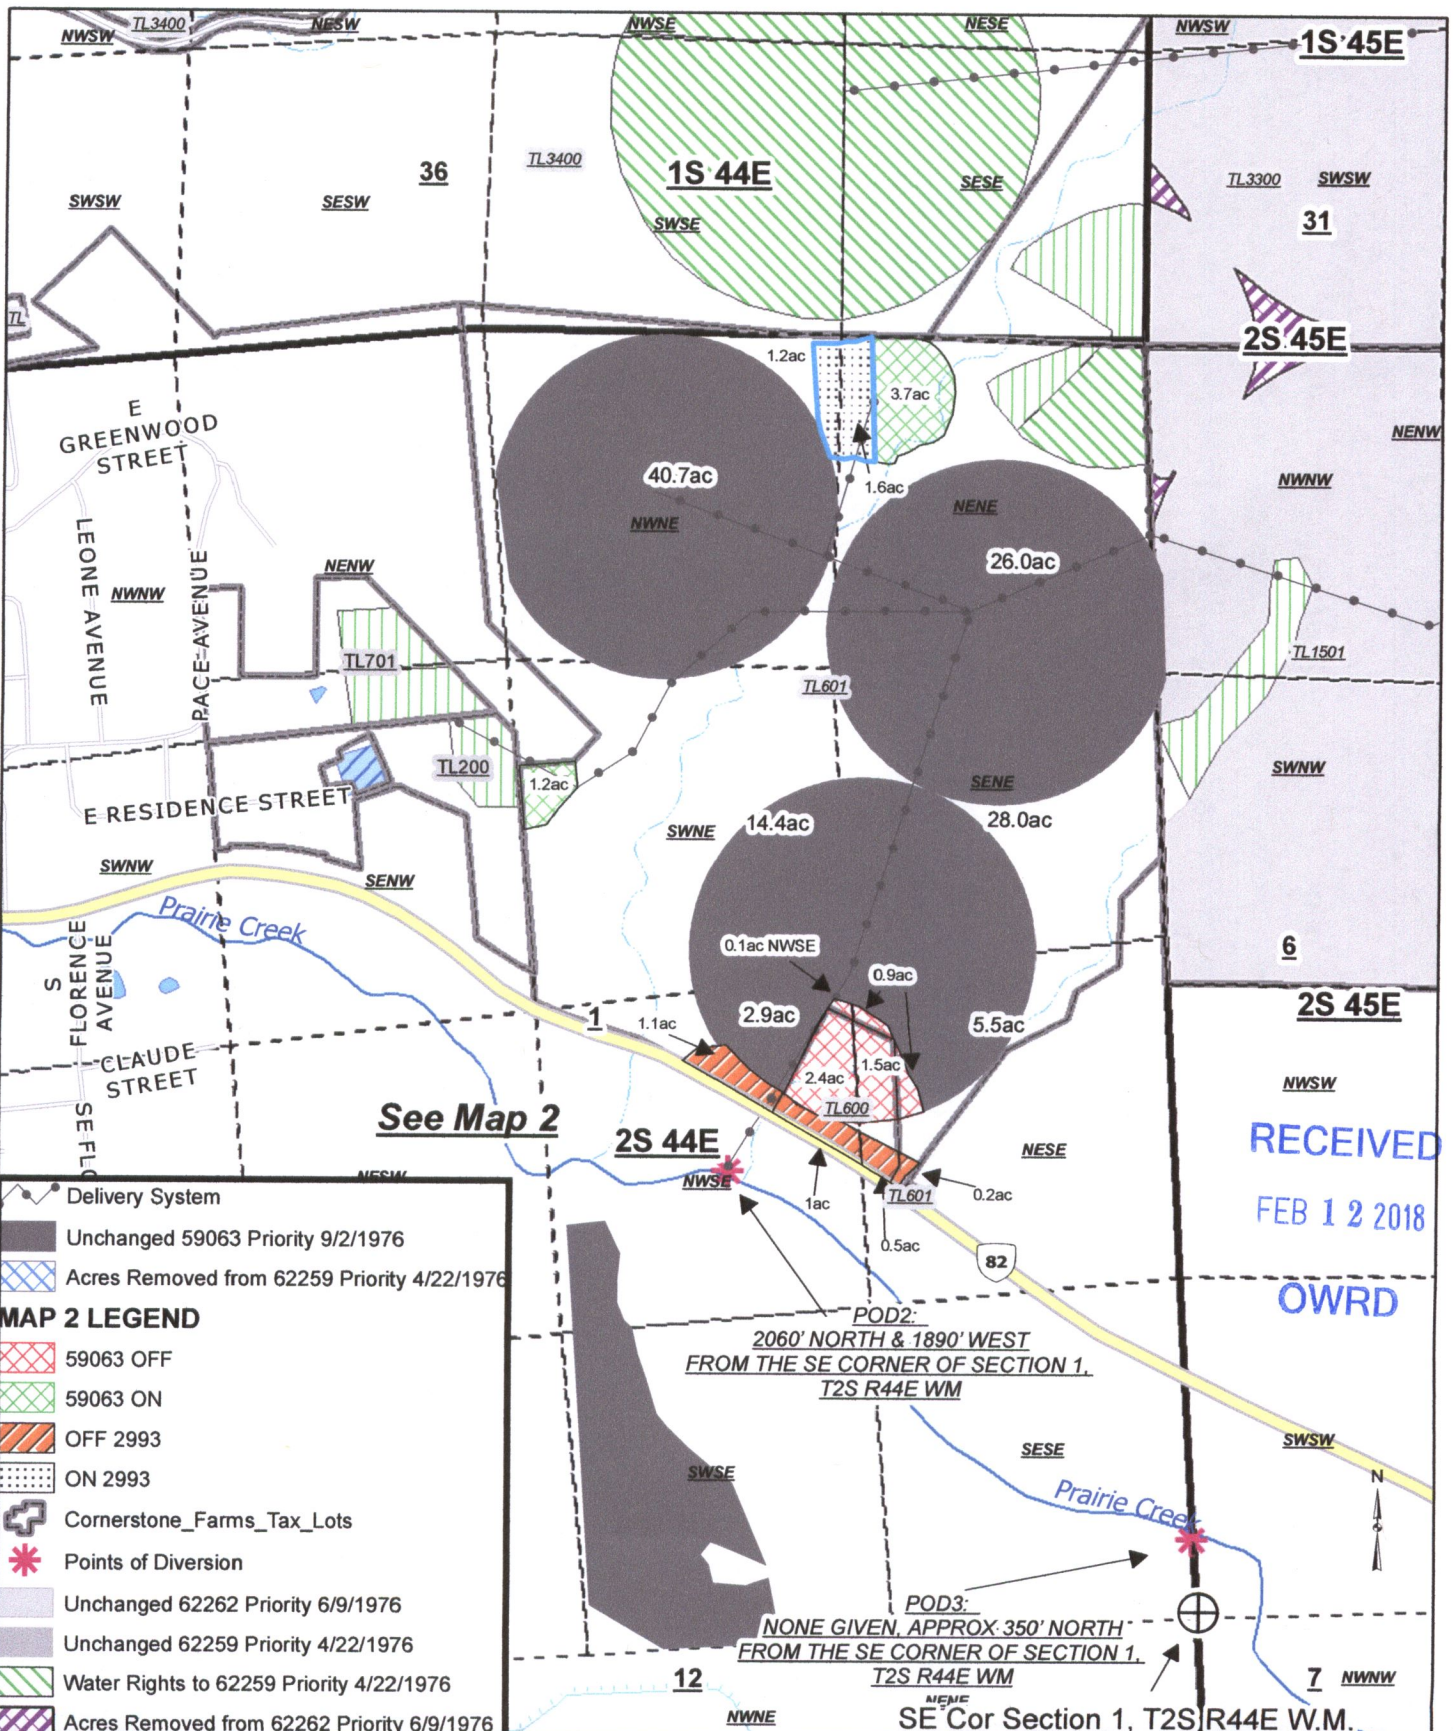 NWSW
TL3400
NESW
NWSE
NESE
NWSW
1S 45E
36
TL3400
1S 44E
SESE
TL3300
SWSW
SWSW
SESW
SWSE
31
TL
2S 45E
1.2ac
3.7ac
E
GREENWOOD
STREET
NENW
40.7ac
1.6ac
NWNW
NWNE
NENE
26.0ac
LEONE AVENUE
PACE AVENUE
NENW
NWNW
TL701
TL601
TL1501
TL200
1.2ac
SENE
SWNW
E RESIDENCE STREET
SWNE
14.4ac
28.0ac
SWNW
SENW
Prairie Creek
0.1ac NWSE
6
S
FLORENCE
AVENUE
0.9ac
2S 45E
1
1.1ac
2.9ac
5.5ac
CLAUDE
STREET
2.4ac
1.5ac
NWSW
TL600
See Map 2
2S 44E
NESE
RECEIVED
SE FLO
NESW
NWSE
1ac
TL601
0.2ac
FEB 12 2018
0.5ac
82
OWRD
Delivery System
Unchanged 59063 Priority 9/2/1976
Acres Removed from 62259 Priority 4/22/1976
MAP 2 LEGEND
59063 OFF
59063 ON
OFF 2993
ON 2993
Cornerstone_Farms_Tax_Lots
Points of Diversion
Unchanged 62262 Priority 6/9/1976
Unchanged 62259 Priority 4/22/1976
Water Rights to 62259 Priority 4/22/1976
Acres Removed from 62262 Priority 6/9/1976
POD2:
2060' NORTH & 1890' WEST
FROM THE SE CORNER OF SECTION 1,
T2S R44E WM
SWSE
SESE
SWSW
N
Prairie Creek
POD3:
NONE GIVEN, APPROX 350' NORTH
FROM THE SE CORNER OF SECTION 1,
T2S R44E WM
12
NENE
7
NWNW
NWNE
SE Cor Section 1, T2S R44E W.M.